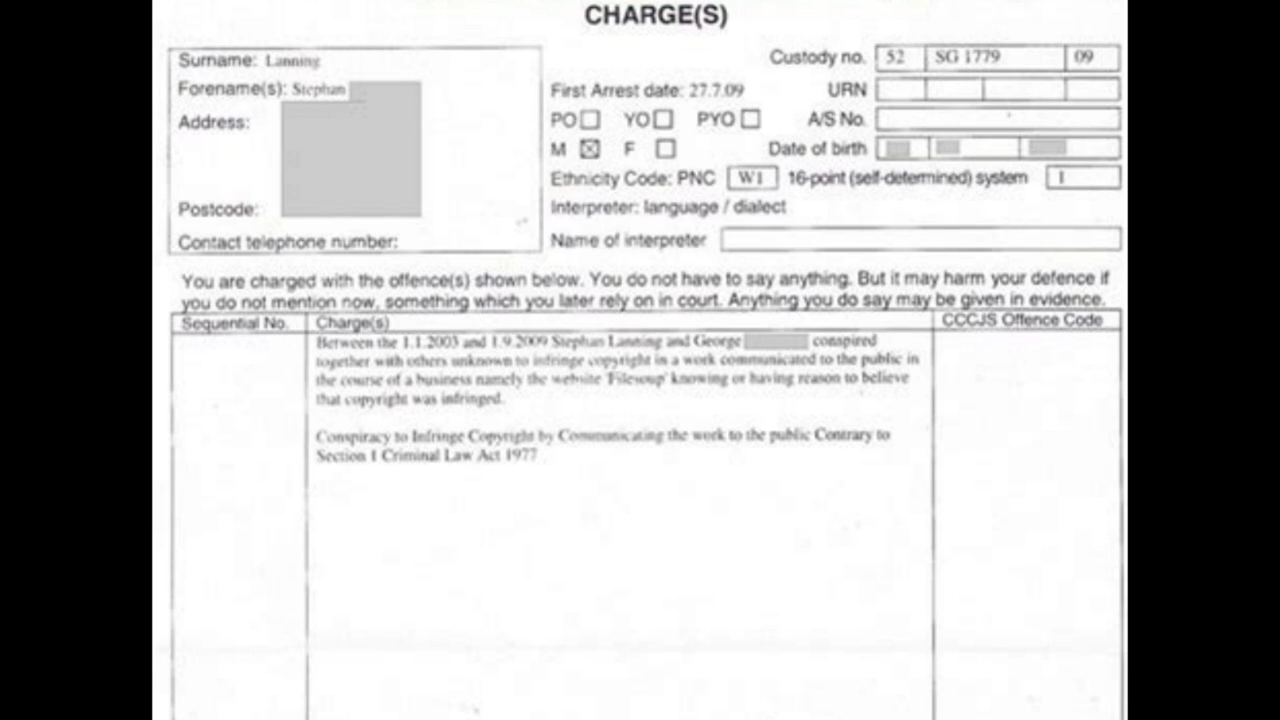 CHARGE(S)
Surname: Lanning
Forename(s): Stephan
Address:
Postcode:
Contact telephone number:
Custody no. 52 SG 1779 09
First Arrest date: 27.7.09 URN
PO YO PYO A/S No.
M F Date of birth
Ethnicity Code: PNC W1 16-point (self-determined) system 1
Interpreter: language / dialect
Name of interpreter
You are charged with the offence(s) shown below. You do not have to say anything. But it may harm your defence if
you do not mention now, something which you later rely on in court. Anything you do say may be given in evidence.
Sequential No. Charge(s) CCCJS Offence Code
Between the 1.1.2003 and 1.9.2009 Stephan Lanning and George conspired
together with others unknown to infringe copyright in a work communicated to the public in
the course of a business namely the website 'Filesoup' knowing or having reason to believe
that copyright was infringed.
Conspiracy to Infringe Copyright by Communicating the work to the public Contrary to
Section 1 Criminal Law Act 1977